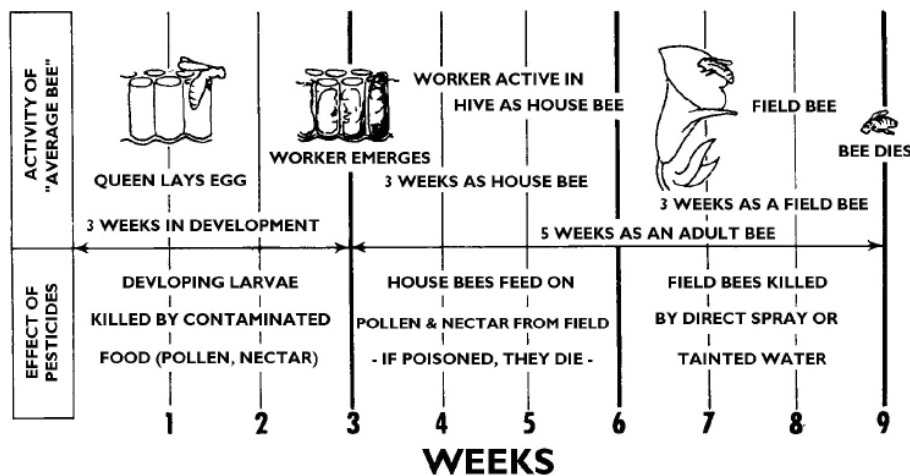 ACTIVITY OF
"AVERAGE BEE"
QUEEN LAYS EGG
3 WEEKS IN DEVELOPMENT
WORKER EMERGES
WORKER ACTIVE IN
HIVE AS HOUSE BEE
3 WEEKS AS HOUSE BEE
FIELD BEE
3 WEEKS AS A FIELD BEE
BEE DIES
5 WEEKS AS AN ADULT BEE
EFFECT OF
PESTICIDES
DEVLOPING LARVAE
KILLED BY CONTAMINATED
FOOD (POLLEN, NECTAR)
HOUSE BEES FEED ON
POLLEN & NECTAR FROM FIELD
- IF POISONED, THEY DIE -
FIELD BEES KILLED
BY DIRECT SPRAY OR
TAINTED WATER
1 2 3 4 5 6 7 8 9
WEEKS